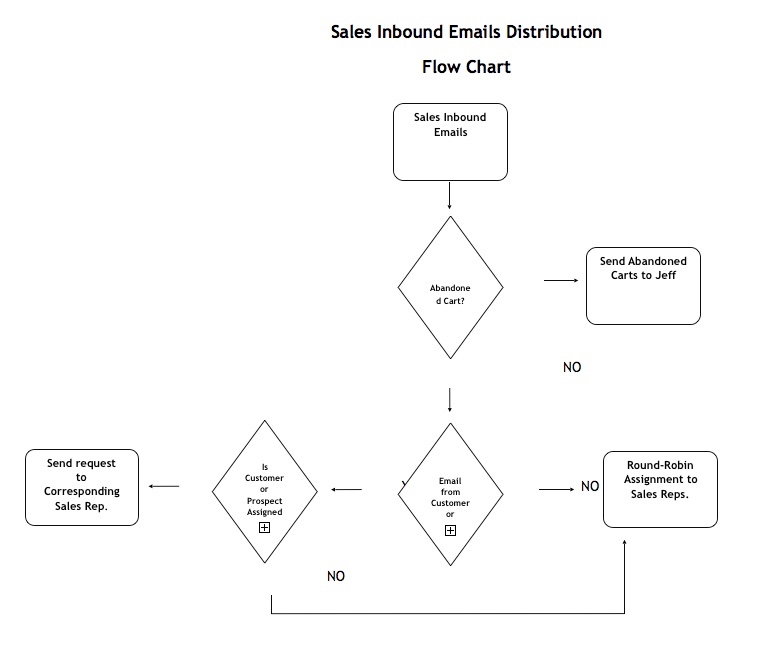 Sales Inbound Emails Distribution
Flow Chart
Sales Inbound
Emails
Abandone
d Cart?
Send Abandoned
Carts to Jeff
NO
Send request
to
Corresponding
Sales Rep.
Is
Customer
or
Prospect
Assigned
Email
from
Customer
or
NO
Round-Robin
Assignment to
Sales Reps.
NO